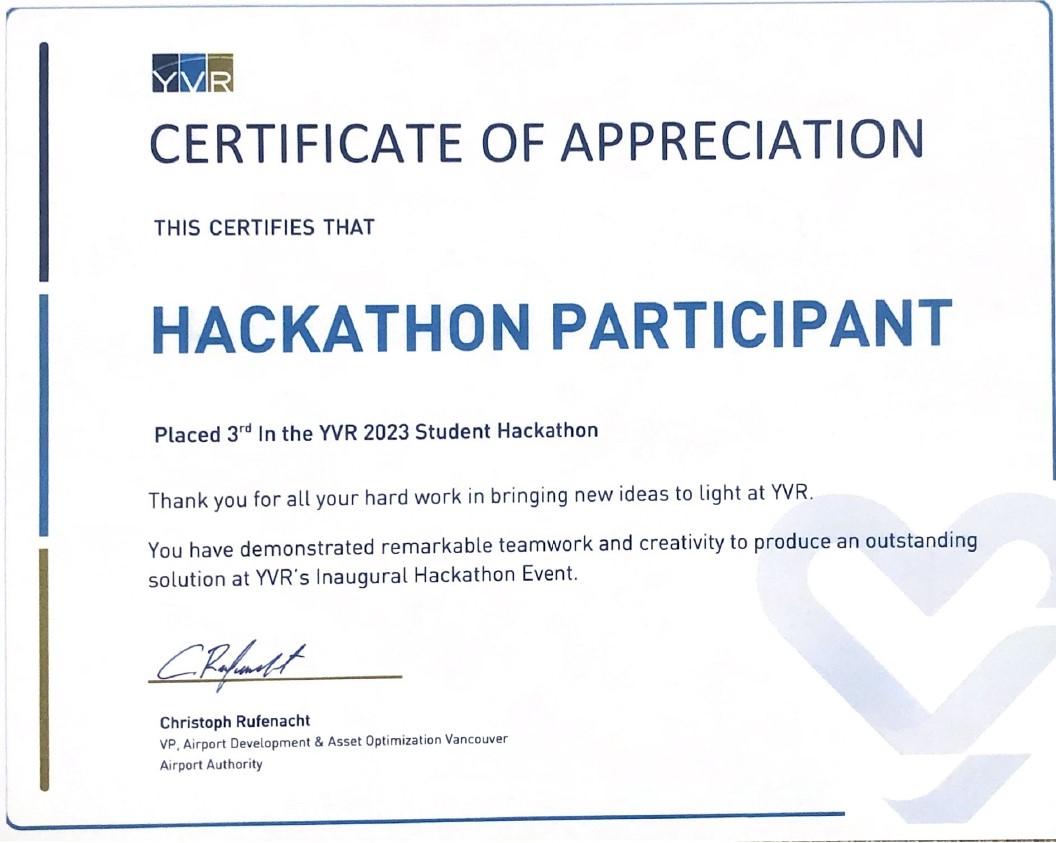 YVR
CERTIFICATE OF APPRECIATION
THIS CERTIFIES THAT
HACKATHON PARTICIPANT
Placed 3rd In the YVR 2023 Student Hackathon
Thank you for all your hard work in bringing new ideas to light at YVR.
You have demonstrated remarkable teamwork and creativity to produce an outstanding
solution at YVR's Inaugural Hackathon Event.
C Rufenacht
Christoph Rufenacht
VP, Airport Development & Asset Optimization Vancouver
Airport Authority